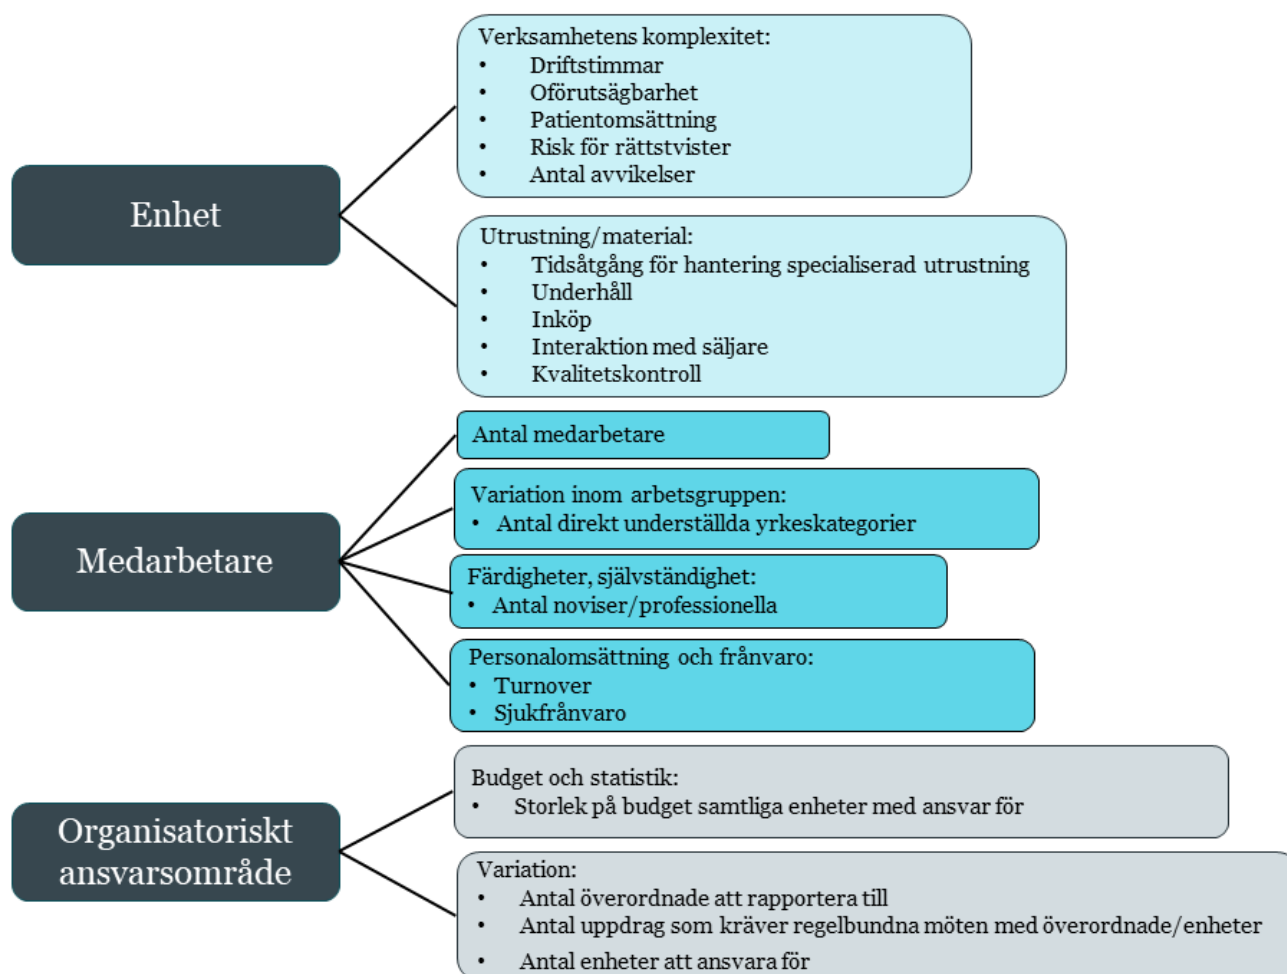 Enhet
Verksamhetens komplexitet:
• Driftstimmar
• Oförutsägbarhet
• Patientomsättning
• Risk för rättstvister
• Antal avvikelser
Utrustning/material:
• Tidsåtgång för hantering specialiserad utrustning
• Underhåll
• Inköp
• Interaktion med säljare
• Kvalitetskontroll
Medarbetare
Antal medarbetare
Variation inom arbetsgruppen:
• Antal direkt underställda yrkeskategorier
Färdigheter, självständighet:
• Antal noviser/professionella
Personalomsättning och frånvaro:
• Turnover
• Sjukfrånvaro
Organisatoriskt
ansvarsområde
Budget och statistik:
• Storlek på budget samtliga enheter med ansvar för
Variation:
• Antal överordnade att rapportera till
• Antal uppdrag som kräver regelbundna möten med överordnade/enheter
• Antal enheter att ansvara för